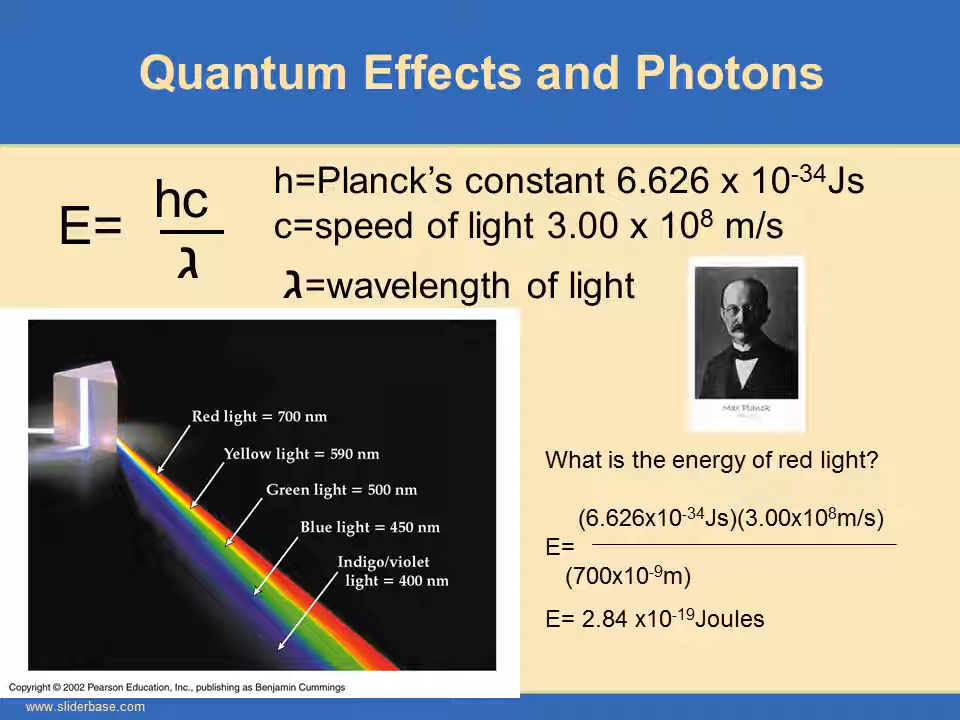 Quantum Effects and Photons
E= hc
ג
h=Planck’s constant 6.626 x 10⁻³⁴Js
c=speed of light 3.00 x 10⁸ m/s
ג=wavelength of light
Max Planck
Red light = 700 nm
Yellow light = 590 nm
Green light = 500 nm
Blue light = 450 nm
Indigo/violet
light = 400 nm
What is the energy of red light?
(6.626x10⁻³⁴Js)(3.00x10⁸m/s)
E=
(700x10⁻⁹m)
E= 2.84 x10⁻¹⁹Joules
Copyright © 2002 Pearson Education, Inc., publishing as Benjamin Cummings
www.sliderbase.com